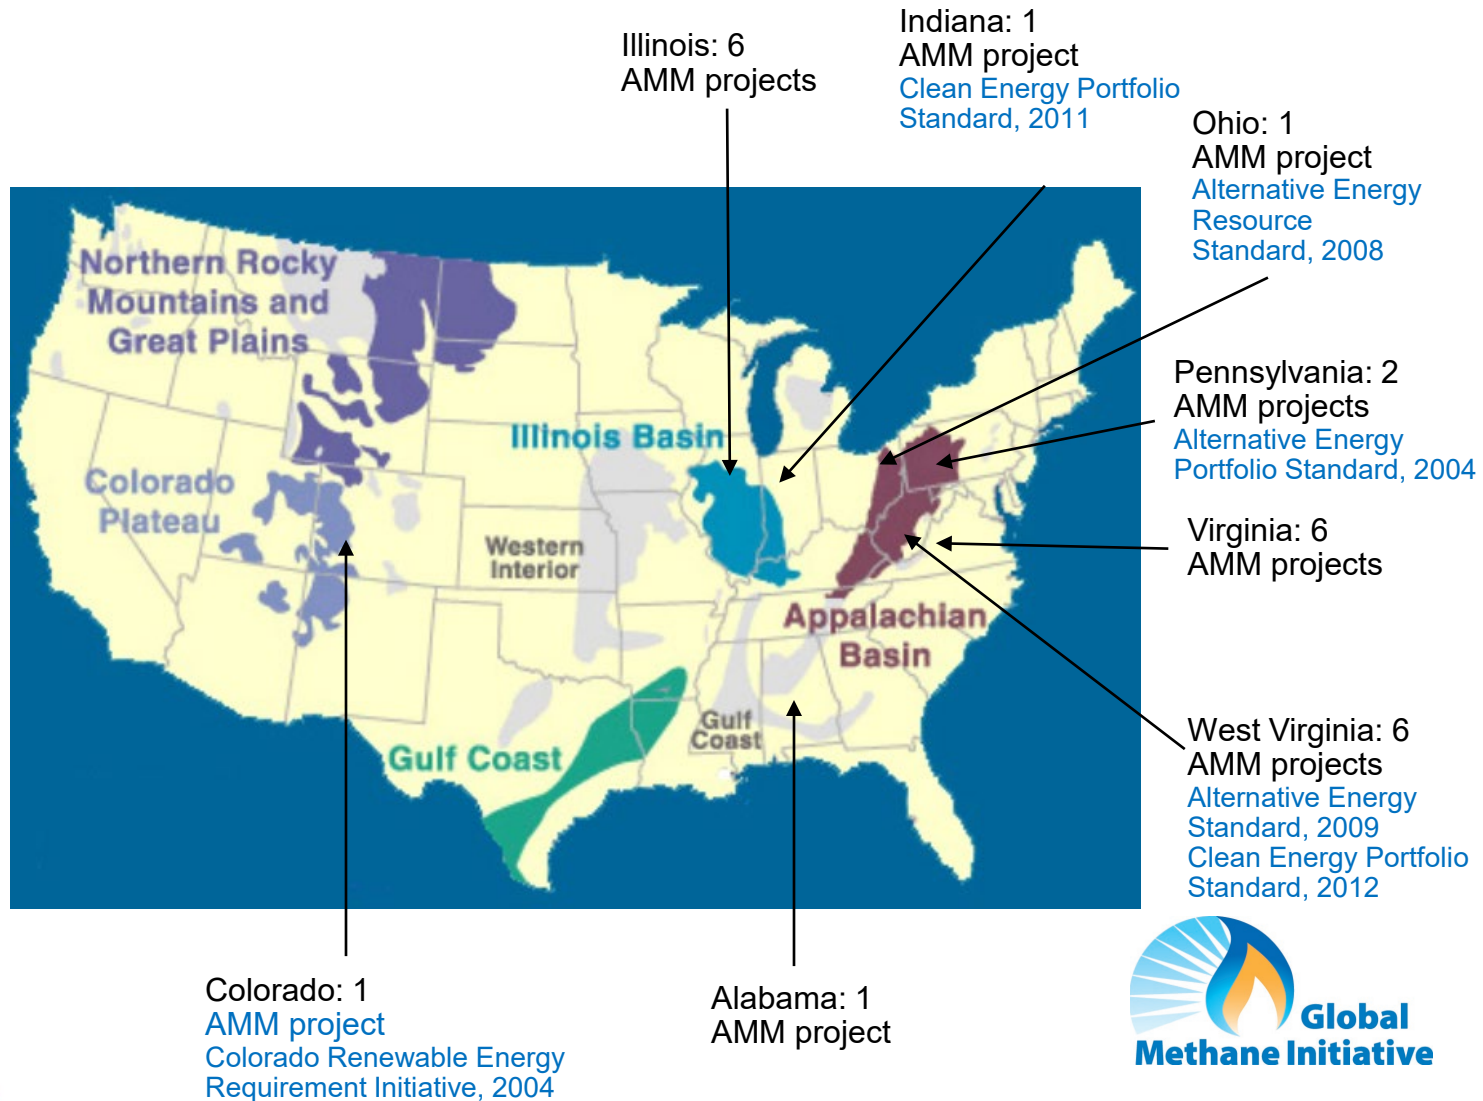 Illinois: 6
AMM projects
Indiana: 1
AMM project
Clean Energy Portfolio
Standard, 2011
Ohio: 1
AMM project
Alternative Energy
Resource
Standard, 2008
Northern Rocky
Mountains and
Great Plains
Illinois Basin
Colorado
Plateau
Western
Interior
Appalachian
Basin
Gulf
Coast
Gulf Coast
Pennsylvania: 2
AMM projects
Alternative Energy
Portfolio Standard, 2004
Virginia: 6
AMM projects
West Virginia: 6
AMM projects
Alternative Energy
Standard, 2009
Clean Energy Portfolio
Standard, 2012
Colorado: 1
AMM project
Colorado Renewable Energy
Requirement Initiative, 2004
Alabama: 1
AMM project
Global
Methane Initiative